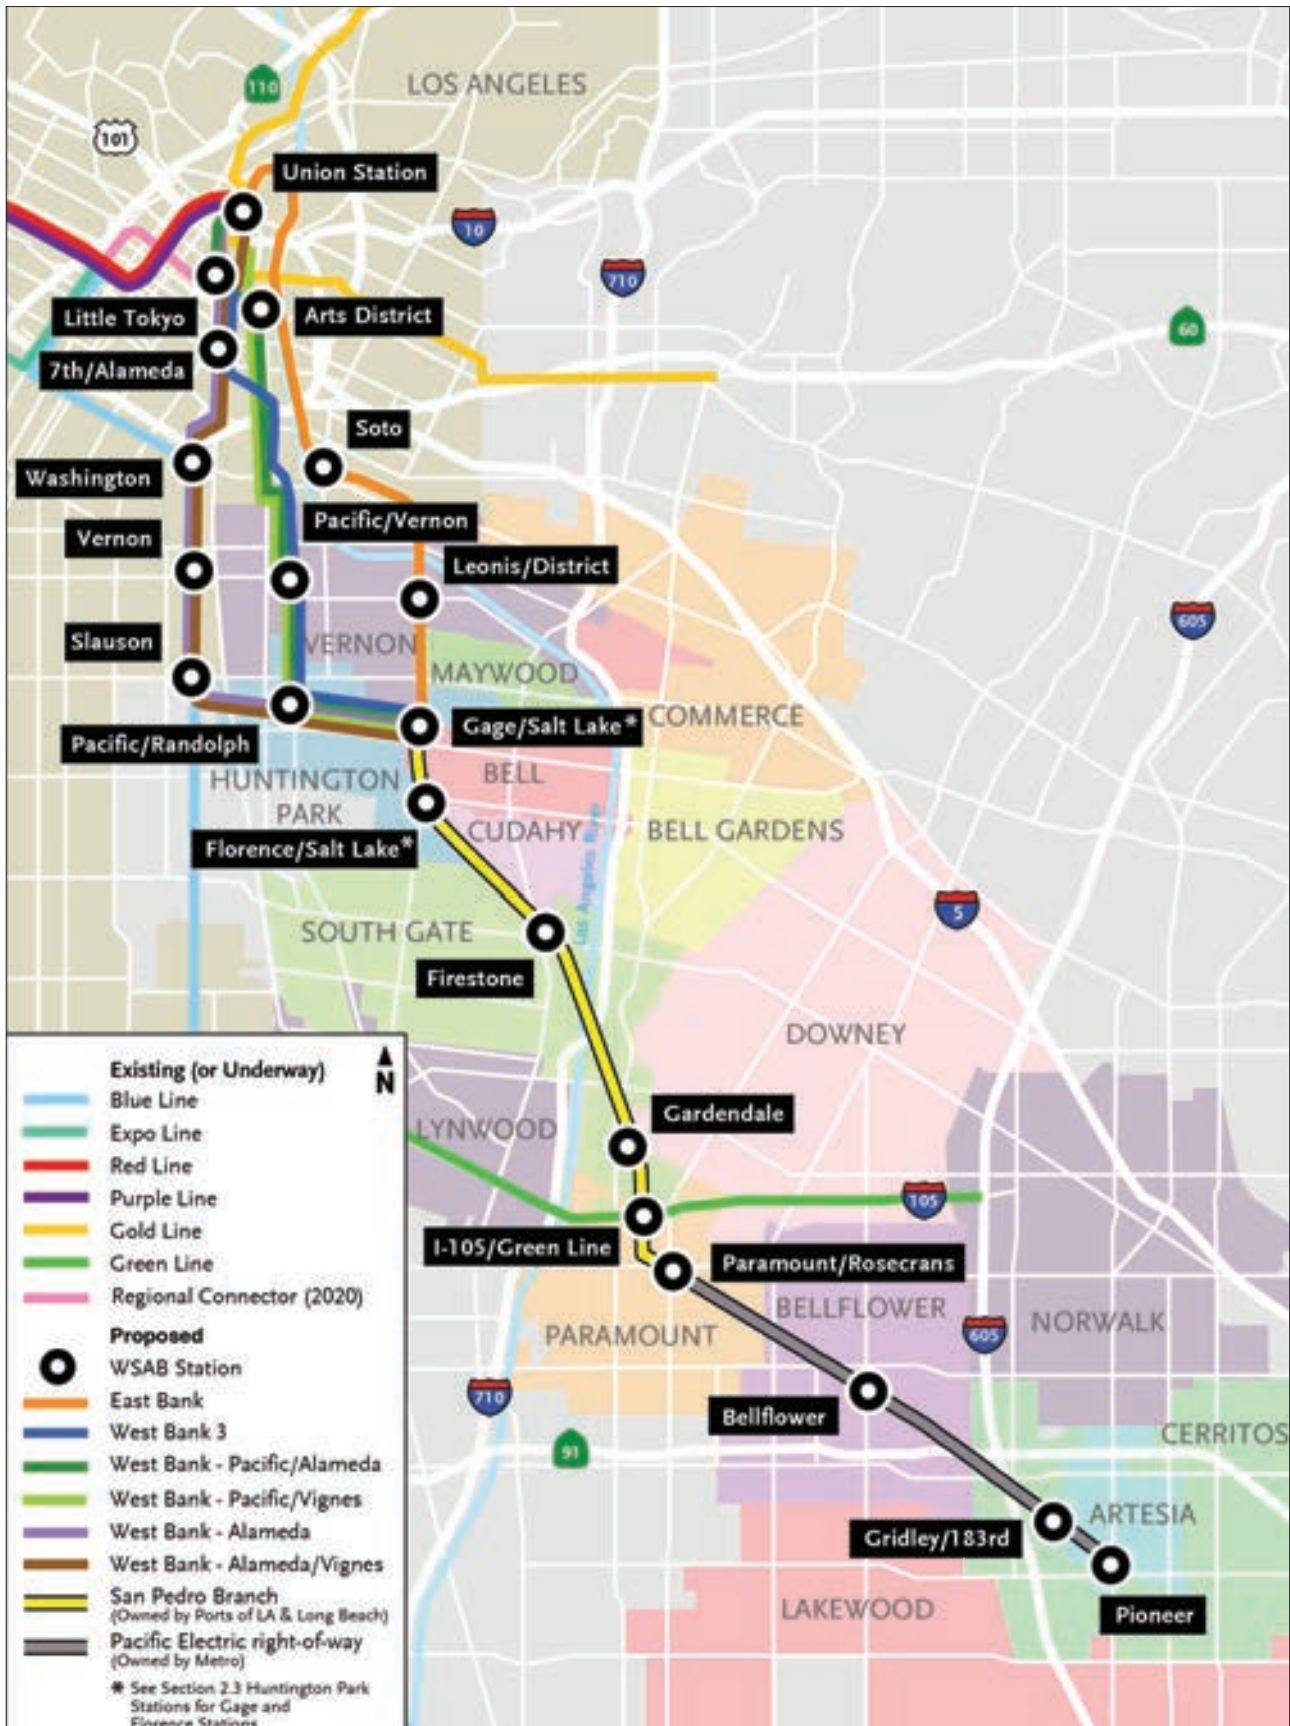 LOS ANGELES
110
101
Union Station
10
710
Little Tokyo
Arts District
60
7th/Alameda
Soto
Washington
Pacific/Vernon
Vernon
Leonis/District
605
Slauson
VERNON
MAYWOOD
COMMERCE
Gage/Salt Lake*
Pacific/Randolph
HUNTINGTON
PARK
BELL
CUDAHY
BELL GARDENS
Florence/Salt Lake*
Los Angeles River
5
SOUTH GATE
Firestone
DOWNEY
Gardendale
LYNWOOD
105
I-105/Green Line
Paramount/Rosecrans
BELLFLOWER
PARAMOUNT
605
NORWALK
710
Bellflower
91
CERRITOS
ARTESIA
Gridley/183rd
LAKEWOOD
Pioneer
N
Existing (or Underway)
Blue Line
Expo Line
Red Line
Purple Line
Gold Line
Green Line
Regional Connector (2020)
Proposed
WSAB Station
East Bank
West Bank 3
West Bank - Pacific/Alameda
West Bank - Pacific/Vignes
West Bank - Alameda
West Bank - Alameda/Vignes
San Pedro Branch
(Owned by Ports of LA & Long Beach)
Pacific Electric right-of-way
(Owned by Metro)
* See Section 2.3 Huntington Park
Stations for Gage and
Florence Stations